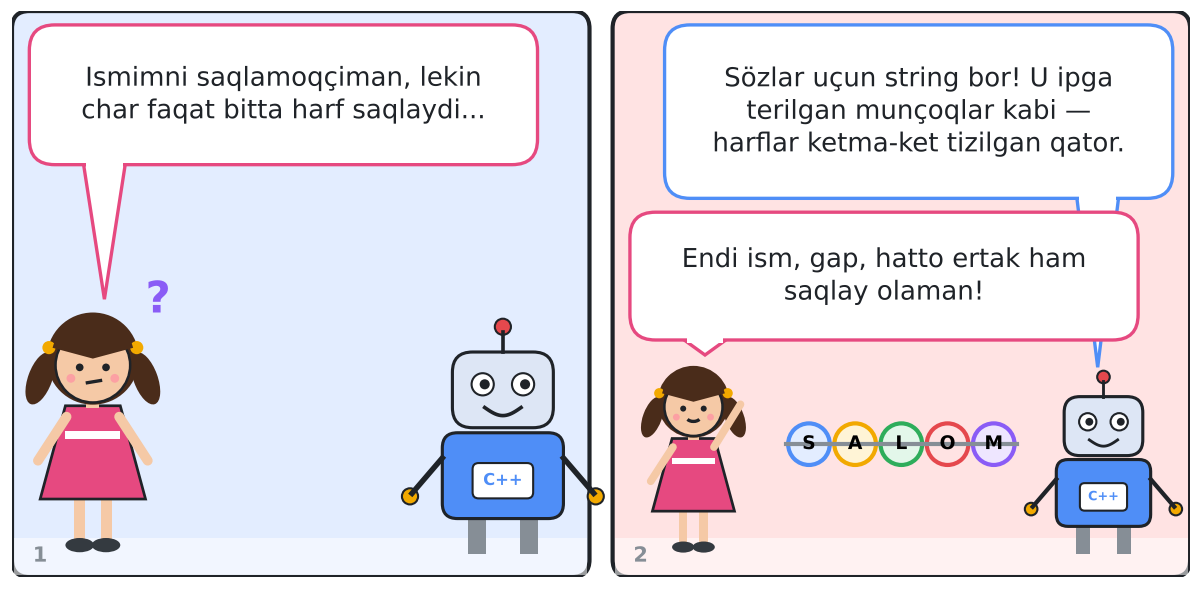 Ismimni saqlamoqçiman, lekin
char faqat bitta harf saqlaydi...
?
C++
1
Sözlar uçun string bor! U ipga
terilgan munçoqlar kabi —
harflar ketma-ket tizilgan qator.
Endi ism, gap, hatto ertak ham
saqlay olaman!
S A L O M
C++
2